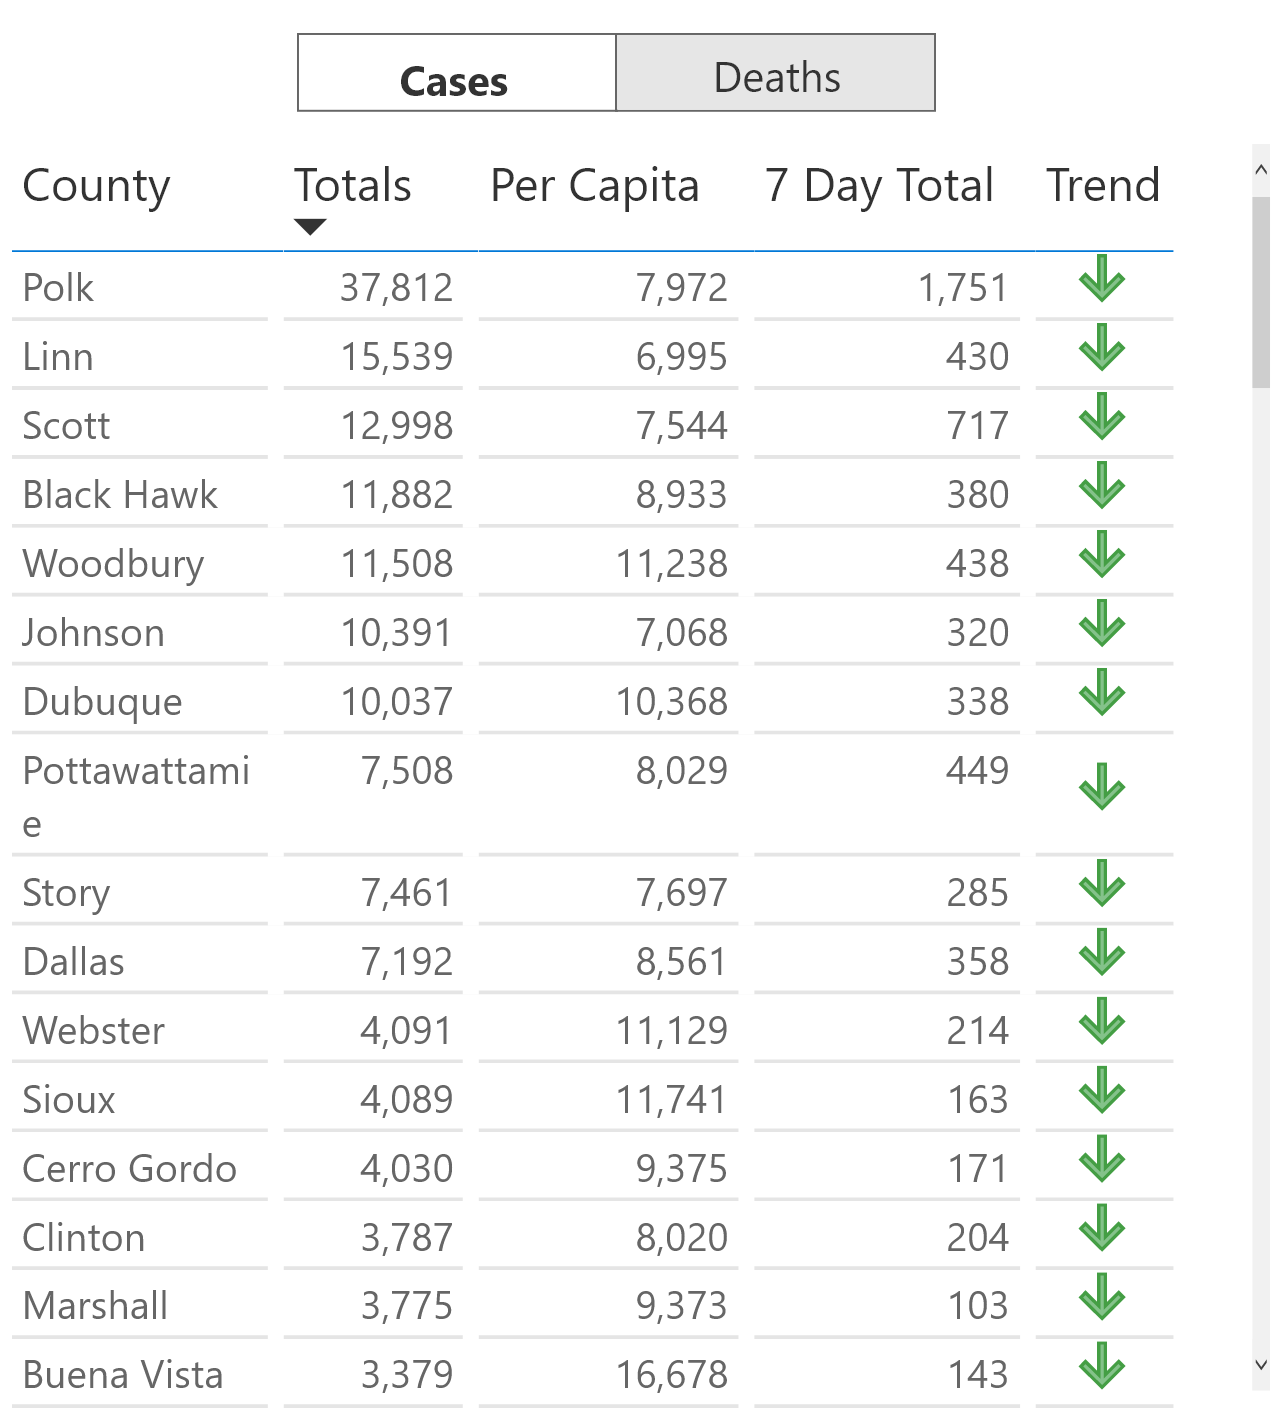 Cases Deaths
County Totals Per Capita 7 Day Total Trend
Polk 37,812 7,972 1,751
Linn 15,539 6,995 430
Scott 12,998 7,544 717
Black Hawk 11,882 8,933 380
Woodbury 11,508 11,238 438
Johnson 10,391 7,068 320
Dubuque 10,037 10,368 338
Pottawattami 7,508 8,029 449
e
Story 7,461 7,697 285
Dallas 7,192 8,561 358
Webster 4,091 11,129 214
Sioux 4,089 11,741 163
Cerro Gordo 4,030 9,375 171
Clinton 3,787 8,020 204
Marshall 3,775 9,373 103
Buena Vista 3,379 16,678 143